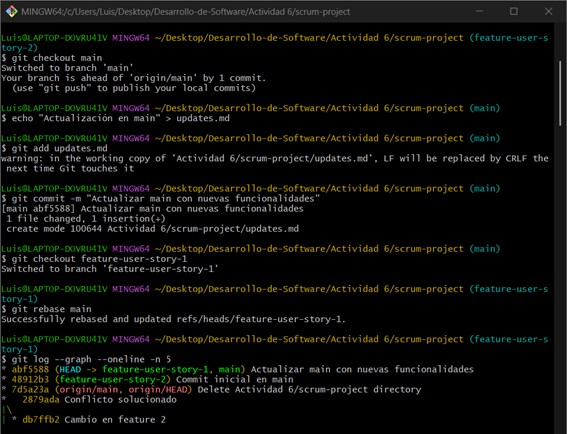 MINGW64:/c/Users/Luis/Desktop/Desarrollo-de-Software/Actividad 6/scrum-project
Luis@LAPTOP-DOVRU41V MINGW64 ~/Desktop/Desarrollo-de-Software/Actividad 6/scrum-project (feature-user-s
tory-2)
$ git checkout main
Switched to branch 'main'
Your branch is ahead of 'origin/main' by 1 commit.
  (use "git push" to publish your local commits)
Luis@LAPTOP-DOVRU41V MINGW64 ~/Desktop/Desarrollo-de-Software/Actividad 6/scrum-project (main)
$ echo "Actualización en main" > updates.md
Luis@LAPTOP-DOVRU41V MINGW64 ~/Desktop/Desarrollo-de-Software/Actividad 6/scrum-project (main)
$ git add updates.md
warning: in the working copy of 'Actividad 6/scrum-project/updates.md', LF will be replaced by CRLF the
 next time Git touches it
Luis@LAPTOP-DOVRU41V MINGW64 ~/Desktop/Desarrollo-de-Software/Actividad 6/scrum-project (main)
$ git commit -m "Actualizar main con nuevas funcionalidades"
[main abf5588] Actualizar main con nuevas funcionalidades
 1 file changed, 1 insertion(+)
 create mode 100644 Actividad 6/scrum-project/updates.md
Luis@LAPTOP-DOVRU41V MINGW64 ~/Desktop/Desarrollo-de-Software/Actividad 6/scrum-project (main)
$ git checkout feature-user-story-1
Switched to branch 'feature-user-story-1'
Luis@LAPTOP-DOVRU41V MINGW64 ~/Desktop/Desarrollo-de-Software/Actividad 6/scrum-project (feature-user-s
tory-1)
$ git rebase main
Successfully rebased and updated refs/heads/feature-user-story-1.
Luis@LAPTOP-DOVRU41V MINGW64 ~/Desktop/Desarrollo-de-Software/Actividad 6/scrum-project (feature-user-s
tory-1)
$ git log --graph --oneline -n 5
* abf5588 (HEAD -> feature-user-story-1, main) Actualizar main con nuevas funcionalidades
* 48912b3 (feature-user-story-2) Commit inicial en main
* 7d5a23a (origin/main, origin/HEAD) Delete Actividad 6/scrum-project directory
*   2879ada Conflicto solucionado
|\
| * db7ffb2 Cambio en feature 2